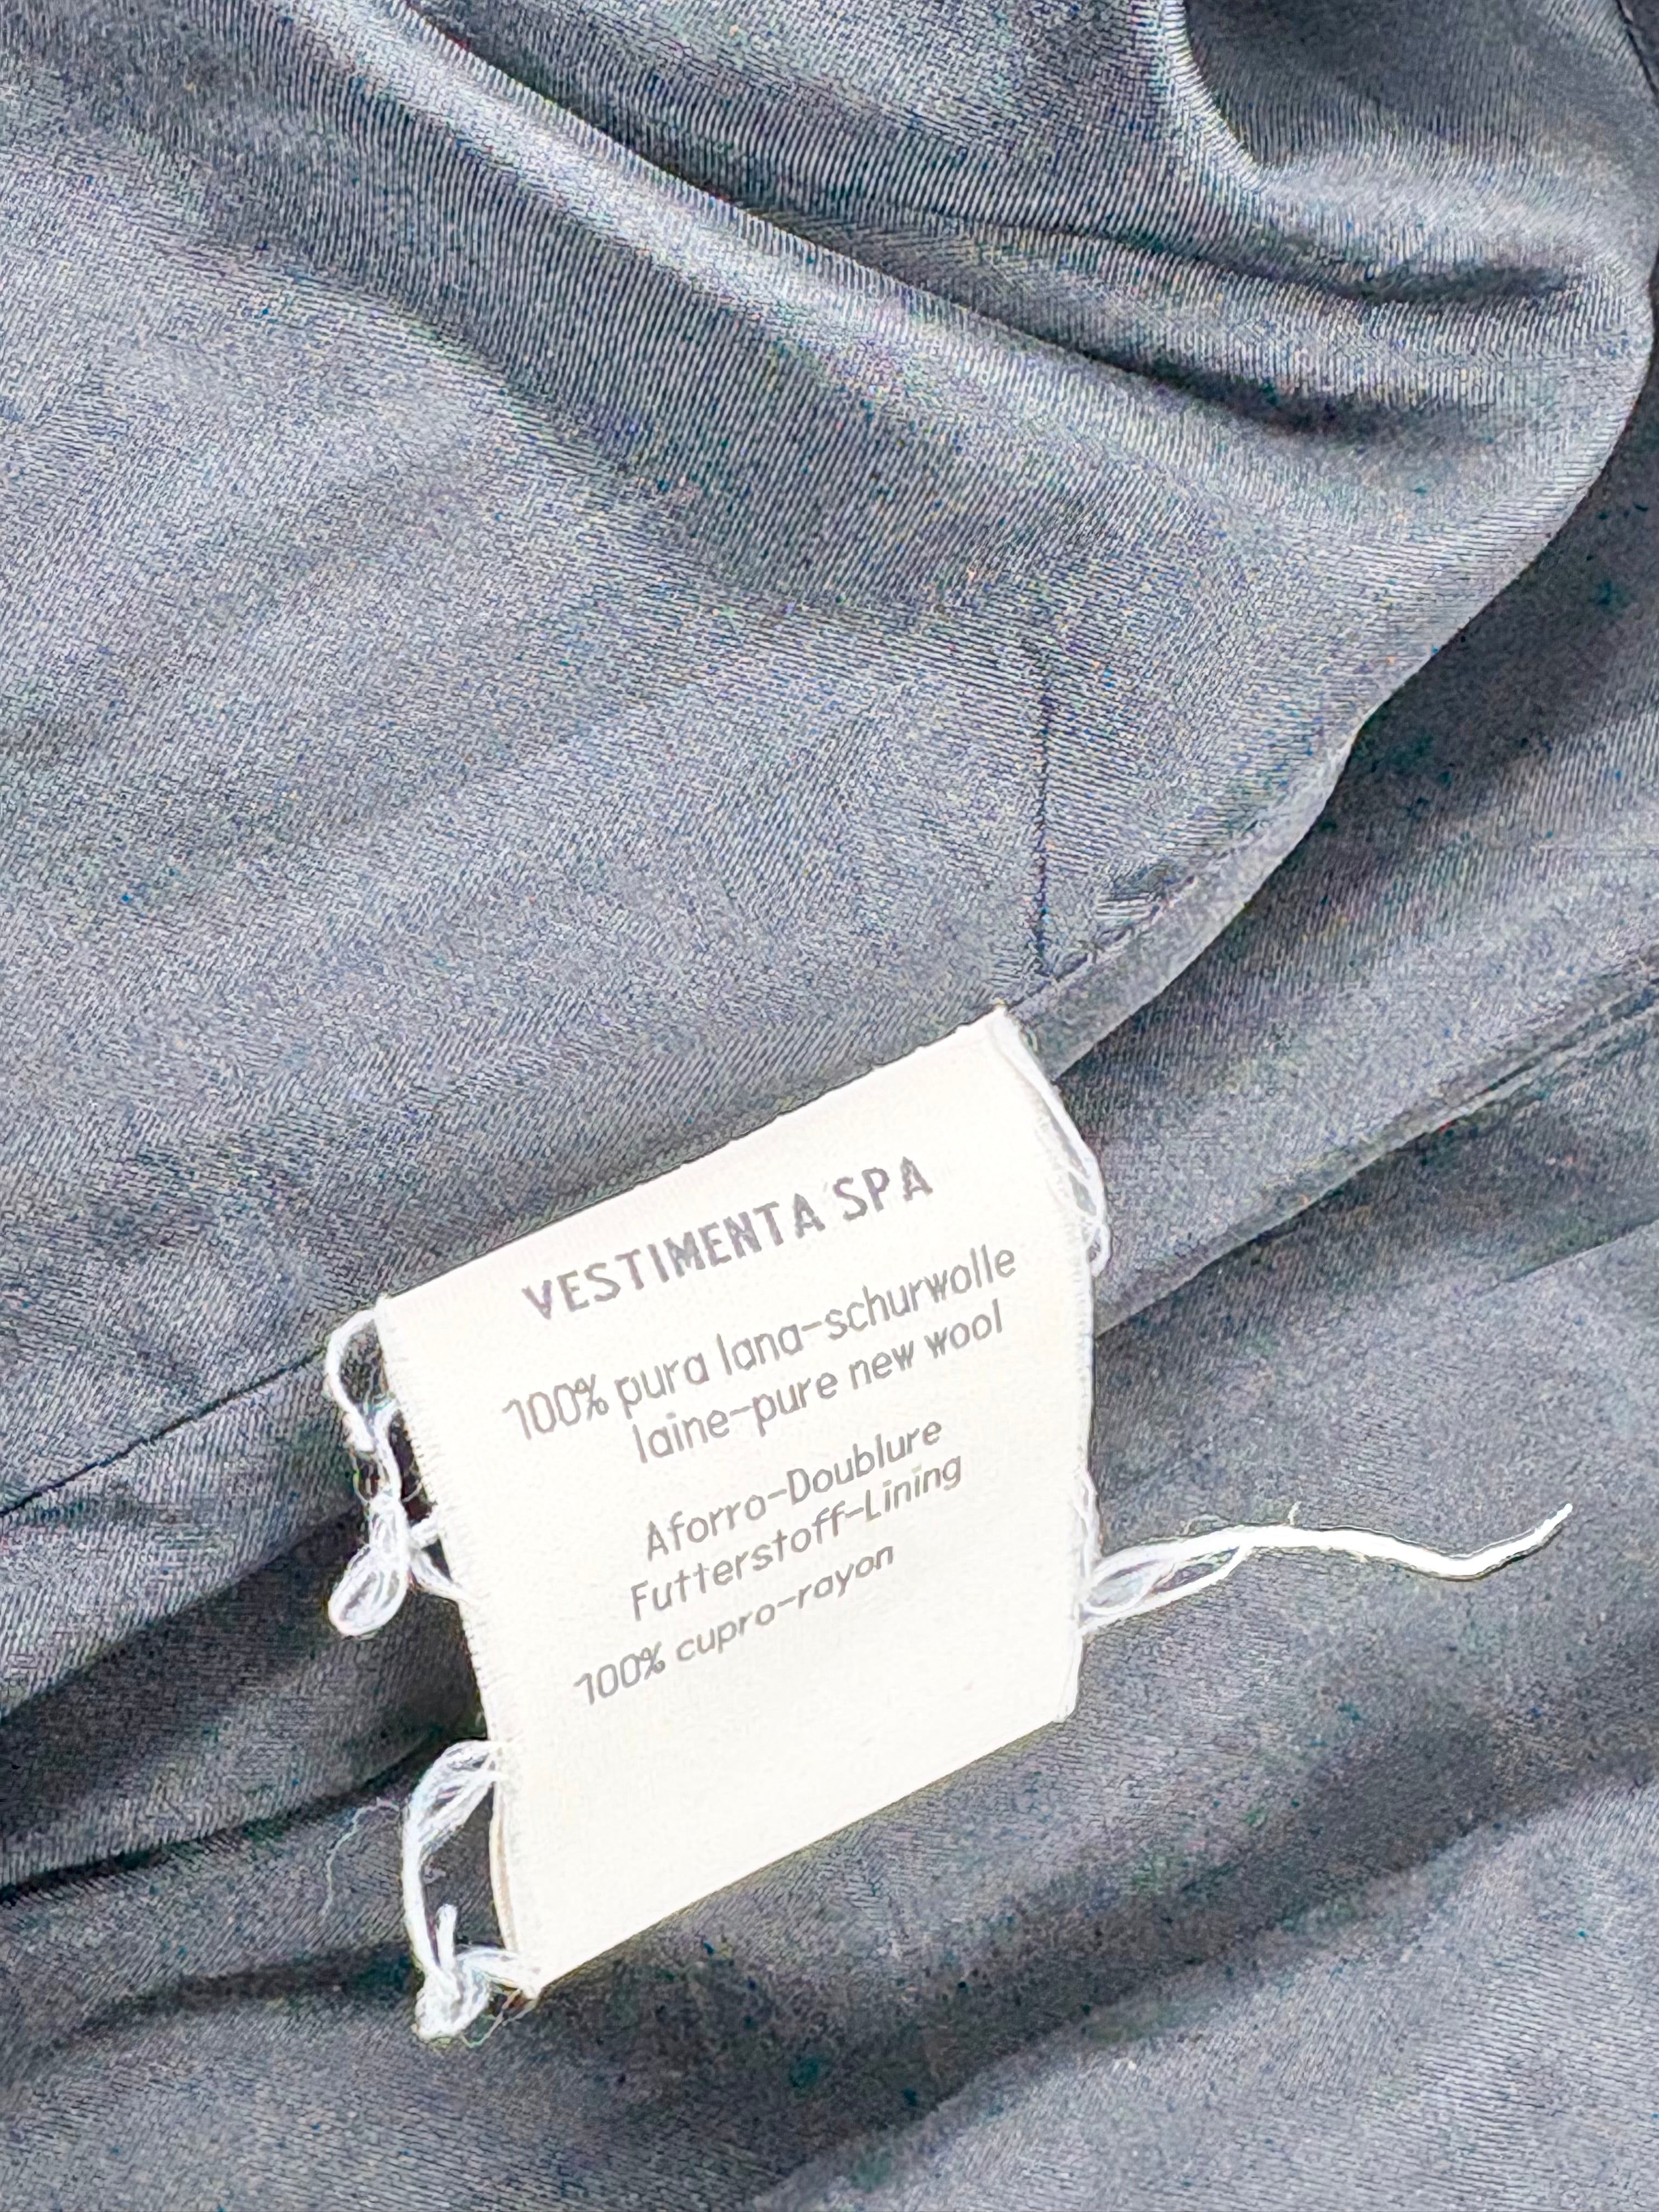 VESTIMENTA SPA
100% pura lana-schurwolle
laine-pure new wool
Aforro-Doublure
Futterstoff-Lining
100% cupro-rayon